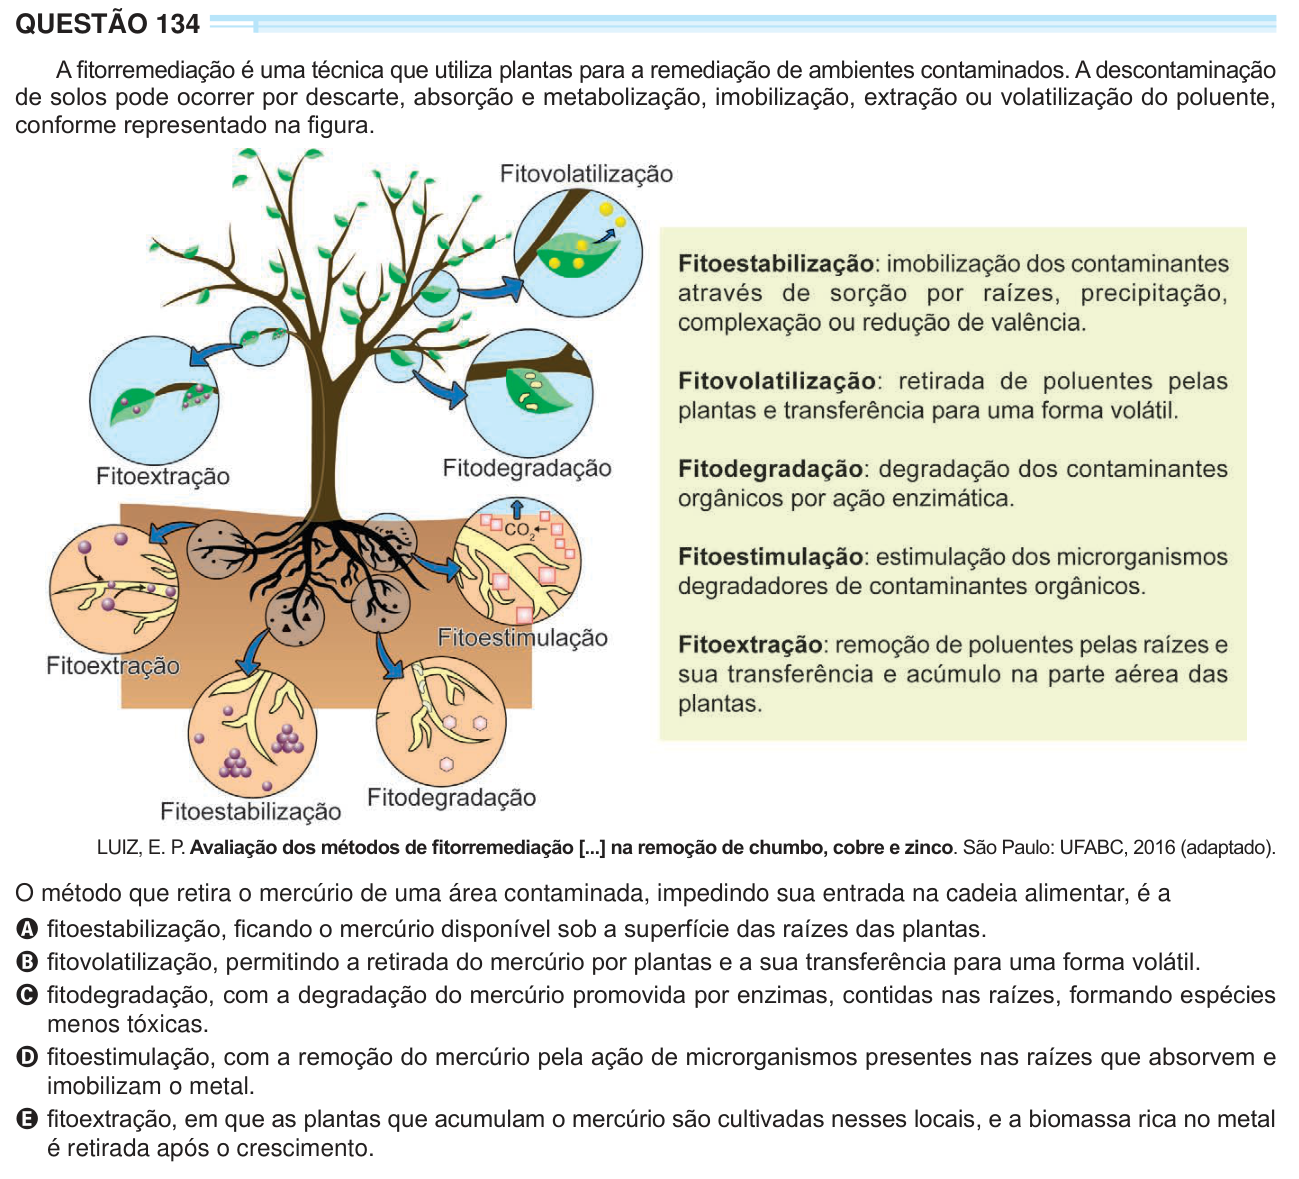 QUESTÃO 134
A fitorremediação é uma técnica que utiliza plantas para a remediação de ambientes contaminados. A descontaminação
de solos pode ocorrer por descarte, absorção e metabolização, imobilização, extração ou volatilização do poluente,
conforme representado na figura.
Fitovolatilização
Fitoextração
Fitodegradação
CO₂
Fitoestimulação
Fitoextração
Fitoestabilização
Fitodegradação
Fitoestabilização: imobilização dos contaminantes
através de sorção por raízes, precipitação,
complexação ou redução de valência.
Fitovolatilização: retirada de poluentes pelas
plantas e transferência para uma forma volátil.
Fitodegradação: degradação dos contaminantes
orgânicos por ação enzimática.
Fitoestimulação: estimulação dos microrganismos
degradadores de contaminantes orgânicos.
Fitoextração: remoção de poluentes pelas raízes e
sua transferência e acúmulo na parte aérea das
plantas.
LUIZ, E. P. Avaliação dos métodos de fitorremediação [...] na remoção de chumbo, cobre e zinco. São Paulo: UFABC, 2016 (adaptado).
O método que retira o mercúrio de uma área contaminada, impedindo sua entrada na cadeia alimentar, é a
A fitoestabilização, ficando o mercúrio disponível sob a superfície das raízes das plantas.
B fitovolatilização, permitindo a retirada do mercúrio por plantas e a sua transferência para uma forma volátil.
C fitodegradação, com a degradação do mercúrio promovida por enzimas, contidas nas raízes, formando espécies
menos tóxicas.
D fitoestimulação, com a remoção do mercúrio pela ação de microrganismos presentes nas raízes que absorvem e
imobilizam o metal.
E fitoextração, em que as plantas que acumulam o mercúrio são cultivadas nesses locais, e a biomassa rica no metal
é retirada após o crescimento.